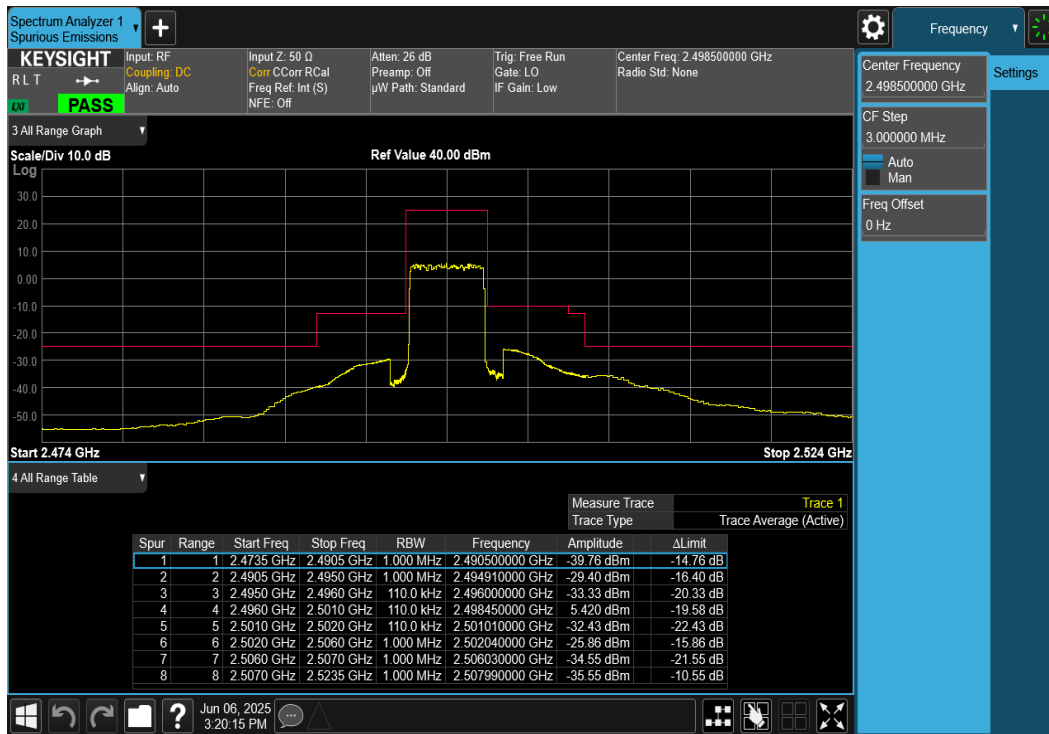 Spectrum Analyzer 1
Spurious Emissions
Frequency
KEYSIGHT
R L T
LXI
PASS
Input: RF
Coupling: DC
Align: Auto
Input Z: 50 Ω
Corr CCorr RCal
Freq Ref: Int (S)
NFE: Off
Atten: 26 dB
Preamp: Off
µW Path: Standard
Trig: Free Run
Gate: LO
IF Gain: Low
Center Freq: 2.498500000 GHz
Radio Std: None
Center Frequency
2.498500000 GHz
Settings
CF Step
3.000000 MHz
Auto
Man
Freq Offset
0 Hz
3 All Range Graph
Scale/Div 10.0 dB
Ref Value 40.00 dBm
Log
30.0
20.0
10.0
0.00
-10.0
-20.0
-30.0
-40.0
-50.0
Start 2.474 GHz
Stop 2.524 GHz
4 All Range Table
Measure Trace Trace 1
Trace Type Trace Average (Active)
Spur Range Start Freq Stop Freq RBW Frequency Amplitude ΔLimit
1 1 2.4735 GHz 2.4905 GHz 1.000 MHz 2.490500000 GHz -39.76 dBm -14.76 dB
2 2 2.4905 GHz 2.4950 GHz 1.000 MHz 2.494910000 GHz -29.40 dBm -16.40 dB
3 3 2.4950 GHz 2.4960 GHz 110.0 kHz 2.496000000 GHz -33.33 dBm -20.33 dB
4 4 2.4960 GHz 2.5010 GHz 110.0 kHz 2.498450000 GHz 5.420 dBm -19.58 dB
5 5 2.5010 GHz 2.5020 GHz 110.0 kHz 2.501010000 GHz -32.43 dBm -22.43 dB
6 6 2.5020 GHz 2.5060 GHz 1.000 MHz 2.502040000 GHz -25.86 dBm -15.86 dB
7 7 2.5060 GHz 2.5070 GHz 1.000 MHz 2.506030000 GHz -34.55 dBm -21.55 dB
8 8 2.5070 GHz 2.5235 GHz 1.000 MHz 2.507990000 GHz -35.55 dBm -10.55 dB
Jun 06, 2025
3:20:15 PM